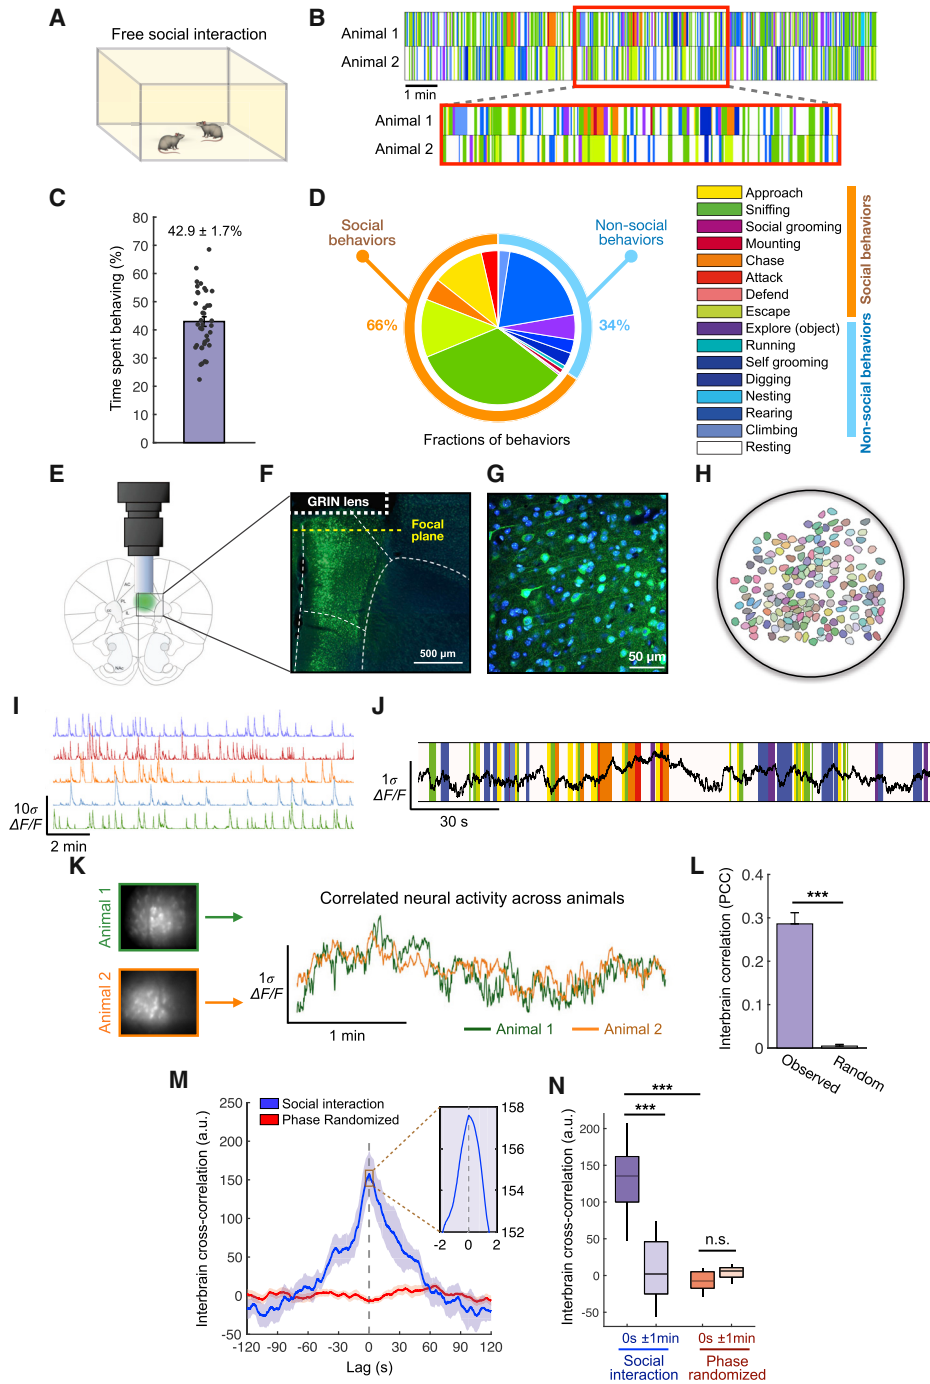 A
Free social interaction
B
Animal 1
Animal 2
1 min
Animal 1
Animal 2
C
42.9 ± 1.7%
Time spent behaving (%)
80
70
60
50
40
30
20
10
0
D
Social
behaviors
Non-social
behaviors
66%
34%
Fractions of behaviors
Approach
Sniffing
Social grooming
Mounting
Chase
Attack
Defend
Escape
Explore (object)
Running
Self grooming
Digging
Nesting
Rearing
Climbing
Resting
Social behaviors
Non-social behaviors
E
AC
PL
IL
NAc
F
GRIN lens
Focal
plane
500 µm
G
50 µm
H
I
10σ
ΔF/F
2 min
J
1σ
ΔF/F
30 s
K
Animal 1
Animal 2
Correlated neural activity across animals
1σ
ΔF/F
1 min
Animal 1
Animal 2
L
Interbrain correlation (PCC)
0.4
0.3
0.2
0.1
0
***
Observed
Random
M
Interbrain cross-correlation (a.u.)
250
200
150
100
50
0
-50
Social interaction
Phase Randomized
158
156
154
152
-2 0 2
-120 -90 -60 -30 0 30 60 90 120
Lag (s)
N
Interbrain cross-correlation (a.u.)
200
150
100
50
0
-50
***
***
n.s.
0s ±1min 0s ±1min
Social
interaction
Phase
randomized